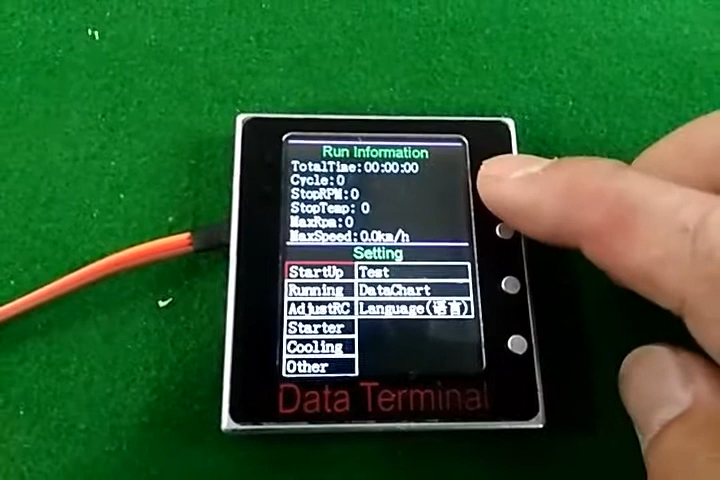 Run Information
TotalTime:00:00:00
Cycle:0
StopRPM:0
StopTemp: 0
MaxRpm:0
MaxSpeed:0.0km/h
Setting
StartUp Test
Running DataChart
AdjustRC Language(语言)
Starter
Cooling
Other
Data Terminal